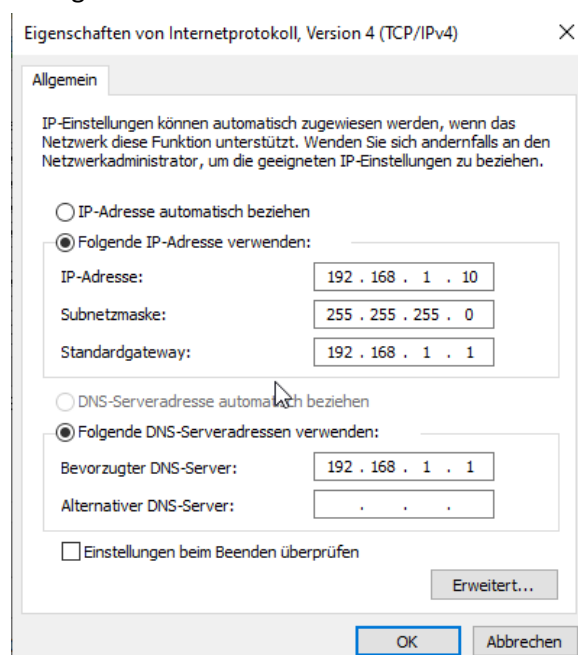 Eigenschaften von Internetprotokoll, Version 4 (TCP/IPv4)
Allgemein
IP-Einstellungen können automatisch zugewiesen werden, wenn das
Netzwerk diese Funktion unterstützt. Wenden Sie sich andernfalls an den
Netzwerkadministrator, um die geeigneten IP-Einstellungen zu beziehen.
IP-Adresse automatisch beziehen
Folgende IP-Adresse verwenden:
IP-Adresse: 192 . 168 . 1 . 10
Subnetzmaske: 255 . 255 . 255 . 0
Standardgateway: 192 . 168 . 1 . 1
DNS-Serveradresse automatisch beziehen
Folgende DNS-Serveradressen verwenden:
Bevorzugter DNS-Server: 192 . 168 . 1 . 1
Alternativer DNS-Server: . . .
Einstellungen beim Beenden überprüfen
Erweitert...
OK Abbrechen